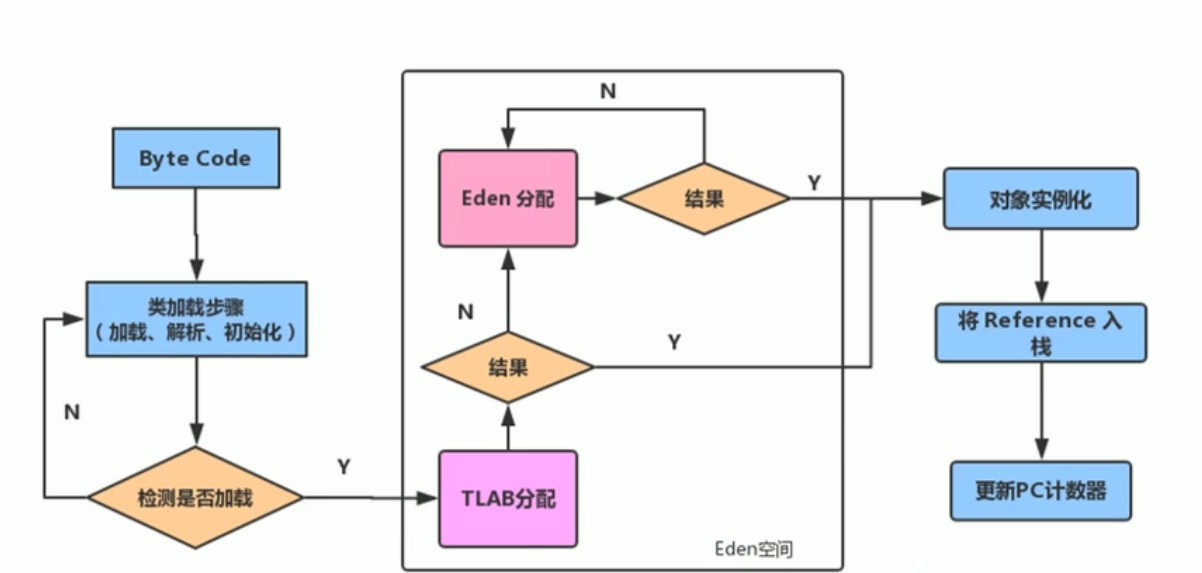 Byte Code
类加载步骤
（加载、解析、初始化）
N
检测是否加载
Y
N
Eden 分配
结果
Y
N
结果
Y
TLAB分配
Eden空间
对象实例化
将 Reference 入
栈
更新PC计数器